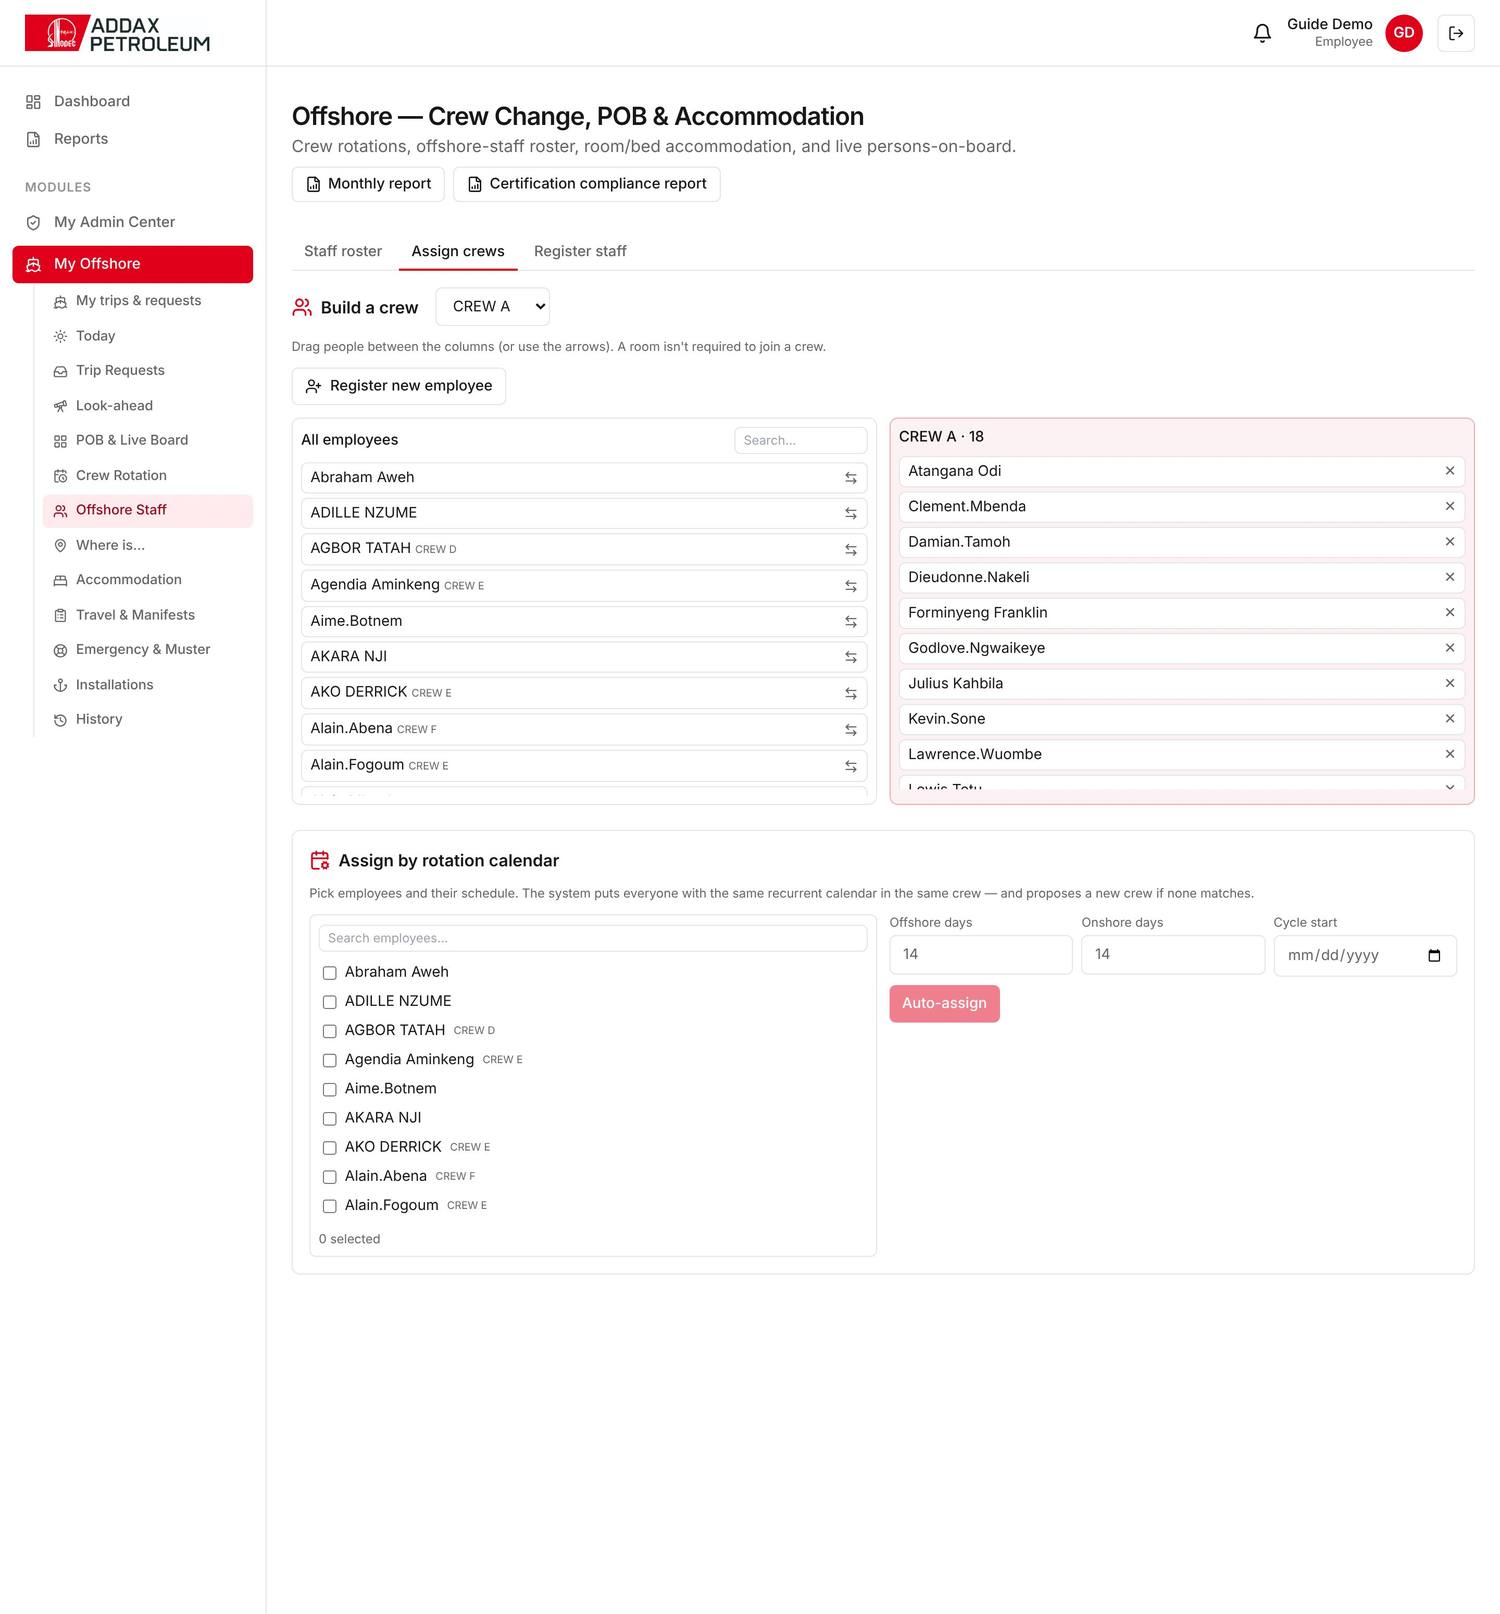 ADDAX
PETROLEUM
Guide Demo
Employee
GD
Dashboard
Reports
MODULES
My Admin Center
My Offshore
My trips & requests
Today
Trip Requests
Look-ahead
POB & Live Board
Crew Rotation
Offshore Staff
Where is...
Accommodation
Travel & Manifests
Emergency & Muster
Installations
History
Offshore — Crew Change, POB & Accommodation
Crew rotations, offshore-staff roster, room/bed accommodation, and live persons-on-board.
Monthly report
Certification compliance report
Staff roster
Assign crews
Register staff
Build a crew
CREW A
Drag people between the columns (or use the arrows). A room isn't required to join a crew.
Register new employee
All employees
Search...
Abraham Aweh
ADILLE NZUME
AGBOR TATAH CREW D
Agendia Aminkeng CREW E
Aime.Botnem
AKARA NJI
AKO DERRICK CREW E
Alain.Abena CREW F
Alain.Fogoum CREW E
CREW A · 18
Atangana Odi
Clement.Mbenda
Damian.Tamoh
Dieudonne.Nakeli
Forminyeng Franklin
Godlove.Ngwaikeye
Julius Kahbila
Kevin.Sone
Lawrence.Wuombe
Assign by rotation calendar
Pick employees and their schedule. The system puts everyone with the same recurrent calendar in the same crew — and proposes a new crew if none matches.
Search employees...
Abraham Aweh
ADILLE NZUME
AGBOR TATAH CREW D
Agendia Aminkeng CREW E
Aime.Botnem
AKARA NJI
AKO DERRICK CREW E
Alain.Abena CREW F
Alain.Fogoum CREW E
0 selected
Offshore days
14
Onshore days
14
Cycle start
mm/dd/yyyy
Auto-assign